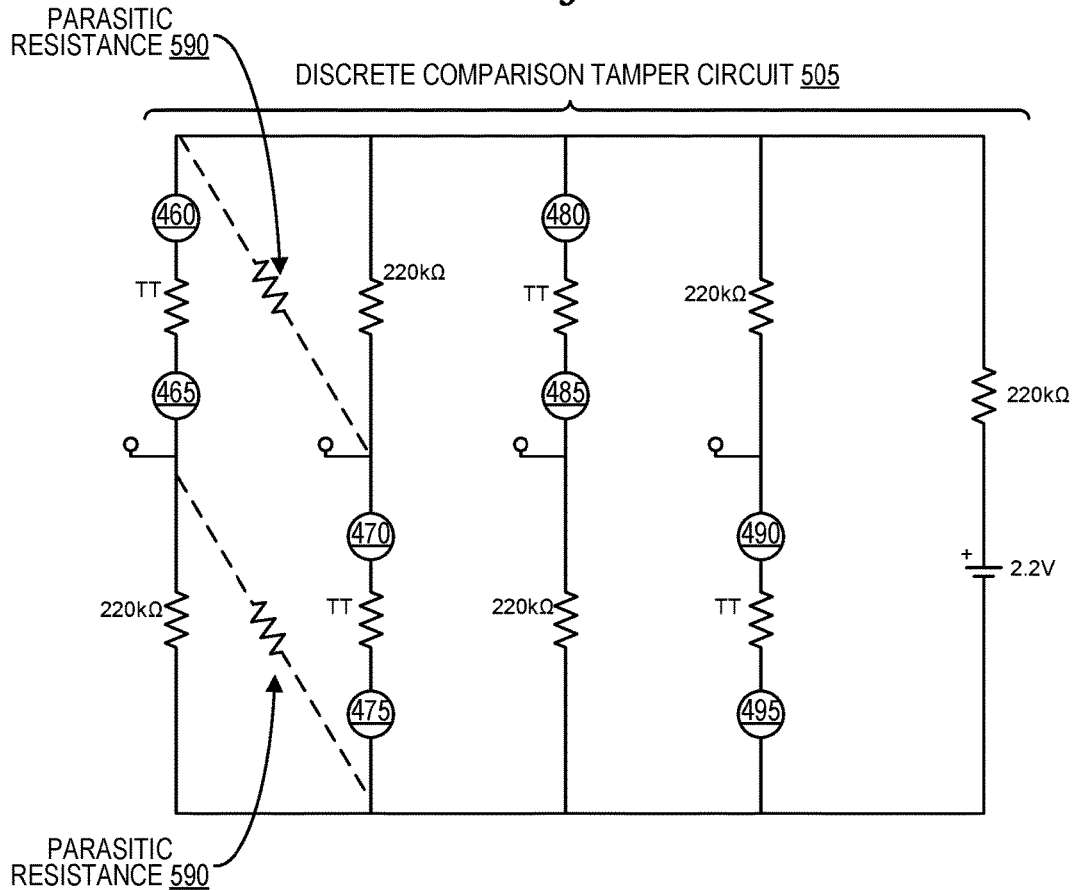 PARASITIC
RESISTANCE 590
DISCRETE COMPARISON TAMPER CIRCUIT 505
460
480
TT
220kΩ
TT
220kΩ
465
485
220kΩ
470
490
+
2.2V
220kΩ
TT
220kΩ
TT
475
495
PARASITIC
RESISTANCE 590